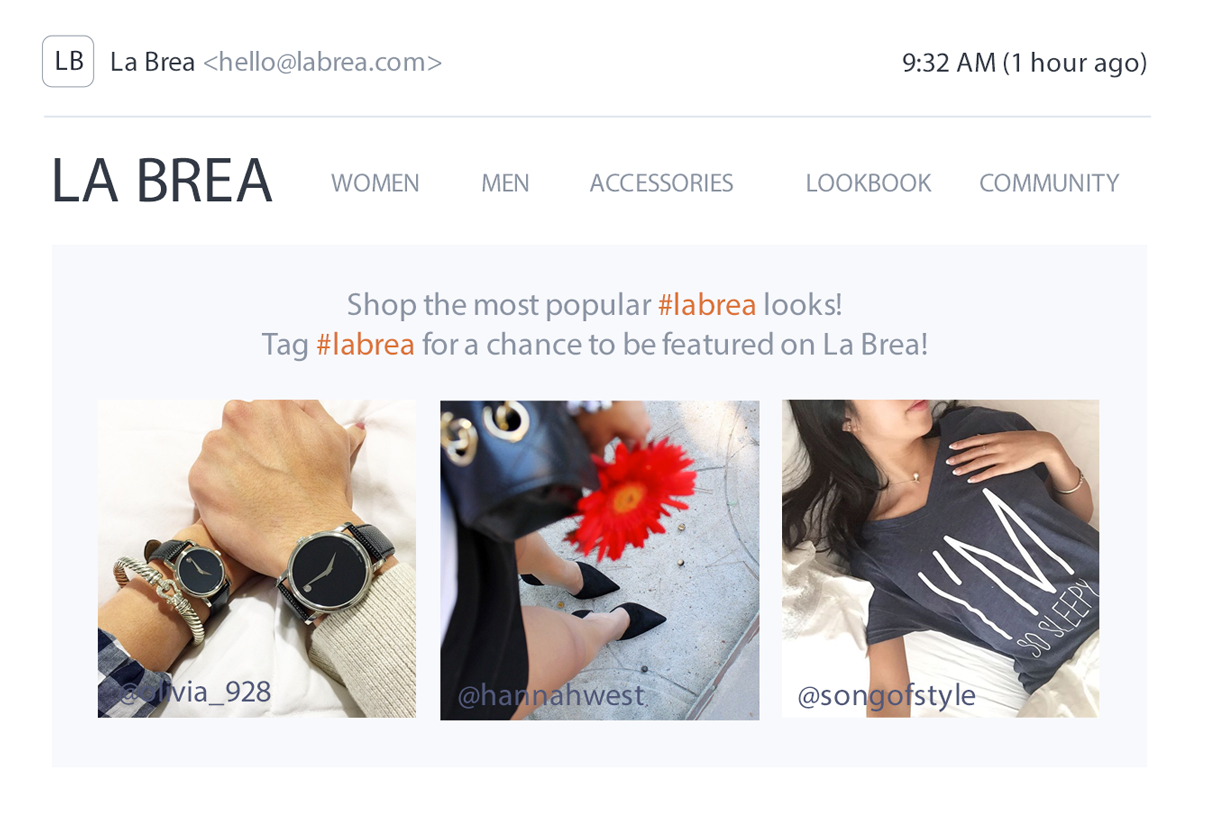 LB La Brea <hello@labrea.com> 9:32 AM (1 hour ago)
LA BREA WOMEN MEN ACCESSORIES LOOKBOOK COMMUNITY
Shop the most popular #labrea looks!
Tag #labrea for a chance to be featured on La Brea!
I'M
SO SLEEPY
@olivia_928 @hannahwest @songofstyle